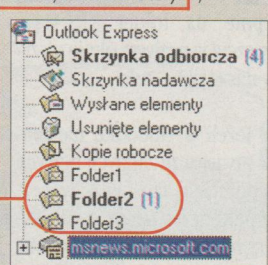 Outlook Express
Skrzynka odbiorcza (4)
Skrzynka nadawcza
Wysłane elementy
Usunięte elementy
Kopie robocze
Folder1
Folder2 (1)
Folder3
msnews.microsoft.com